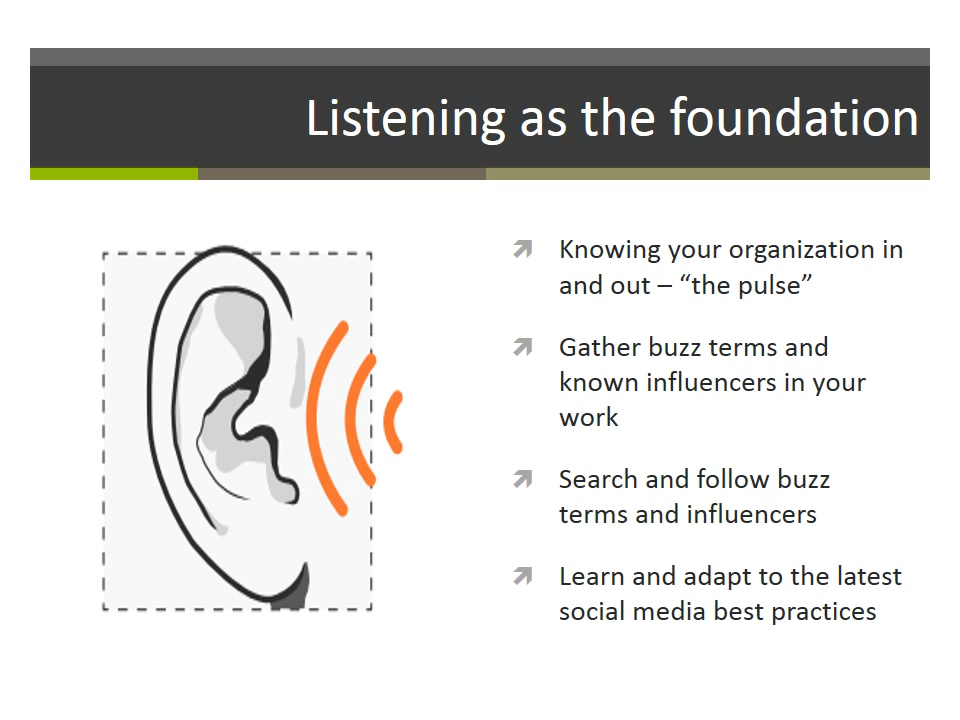 Listening as the foundation
Knowing your organization in
and out – “the pulse”
Gather buzz terms and
known influencers in your
work
Search and follow buzz
terms and influencers
Learn and adapt to the latest
social media best practices